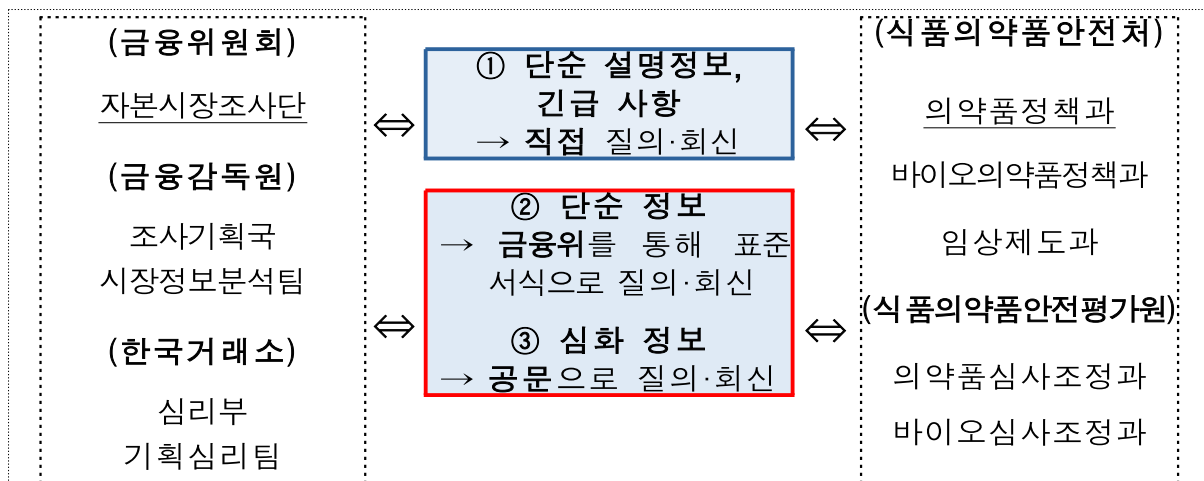 (금융위원회)
자본시장조사단
(금융감독원)
조사기획국
시장정보분석팀
(한국거래소)
심리부
기획심리팀
⇔
⇔
① 단순 설명정보,
긴급 사항
→ 직접 질의·회신
② 단순 정보
→ 금융위를 통해 표준
서식으로 질의·회신
③ 심화 정보
→ 공문으로 질의·회신
⇔
⇔
(식품의약품안전처)
의약품정책과
바이오의약품정책과
임상제도과
(식품의약품안전평가원)
의약품심사조정과
바이오심사조정과